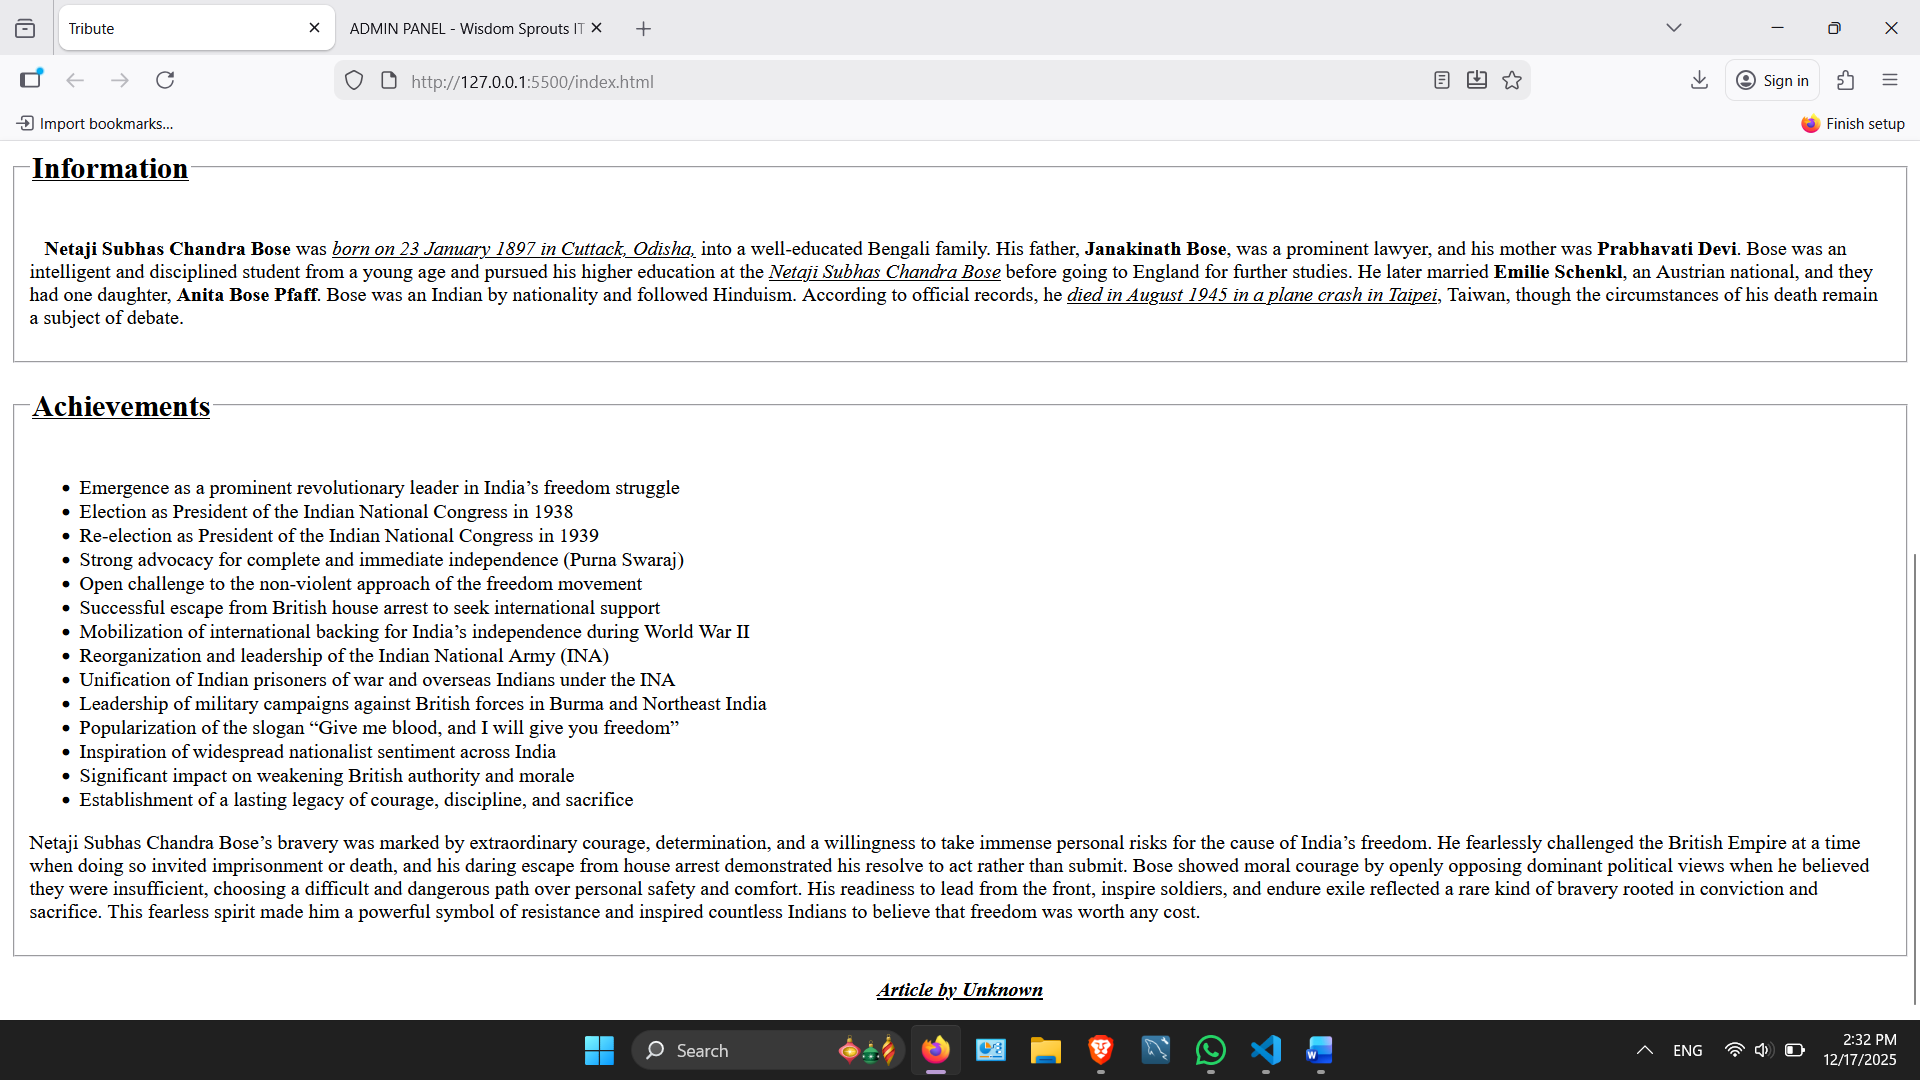 Tribute
ADMIN PANEL - Wisdom Sprouts IT
http://127.0.0.1:5500/index.html
Sign in
Import bookmarks...
Finish setup
Information
Netaji Subhas Chandra Bose was born on 23 January 1897 in Cuttack, Odisha, into a well-educated Bengali family. His father, Janakinath Bose, was a prominent lawyer, and his mother was Prabhavati Devi. Bose was an
intelligent and disciplined student from a young age and pursued his higher education at the Netaji Subhas Chandra Bose before going to England for further studies. He later married Emilie Schenkl, an Austrian national, and they
had one daughter, Anita Bose Pfaff. Bose was an Indian by nationality and followed Hinduism. According to official records, he died in August 1945 in a plane crash in Taipei, Taiwan, though the circumstances of his death remain
a subject of debate.
Achievements
• Emergence as a prominent revolutionary leader in India’s freedom struggle
• Election as President of the Indian National Congress in 1938
• Re-election as President of the Indian National Congress in 1939
• Strong advocacy for complete and immediate independence (Purna Swaraj)
• Open challenge to the non-violent approach of the freedom movement
• Successful escape from British house arrest to seek international support
• Mobilization of international backing for India’s independence during World War II
• Reorganization and leadership of the Indian National Army (INA)
• Unification of Indian prisoners of war and overseas Indians under the INA
• Leadership of military campaigns against British forces in Burma and Northeast India
• Popularization of the slogan “Give me blood, and I will give you freedom”
• Inspiration of widespread nationalist sentiment across India
• Significant impact on weakening British authority and morale
• Establishment of a lasting legacy of courage, discipline, and sacrifice
Netaji Subhas Chandra Bose’s bravery was marked by extraordinary courage, determination, and a willingness to take immense personal risks for the cause of India’s freedom. He fearlessly challenged the British Empire at a time
when doing so invited imprisonment or death, and his daring escape from house arrest demonstrated his resolve to act rather than submit. Bose showed moral courage by openly opposing dominant political views when he believed
they were insufficient, choosing a difficult and dangerous path over personal safety and comfort. His readiness to lead from the front, inspire soldiers, and endure exile reflected a rare kind of bravery rooted in conviction and
sacrifice. This fearless spirit made him a powerful symbol of resistance and inspired countless Indians to believe that freedom was worth any cost.
Article by Unknown
Search
ENG
2:32 PM
12/17/2025